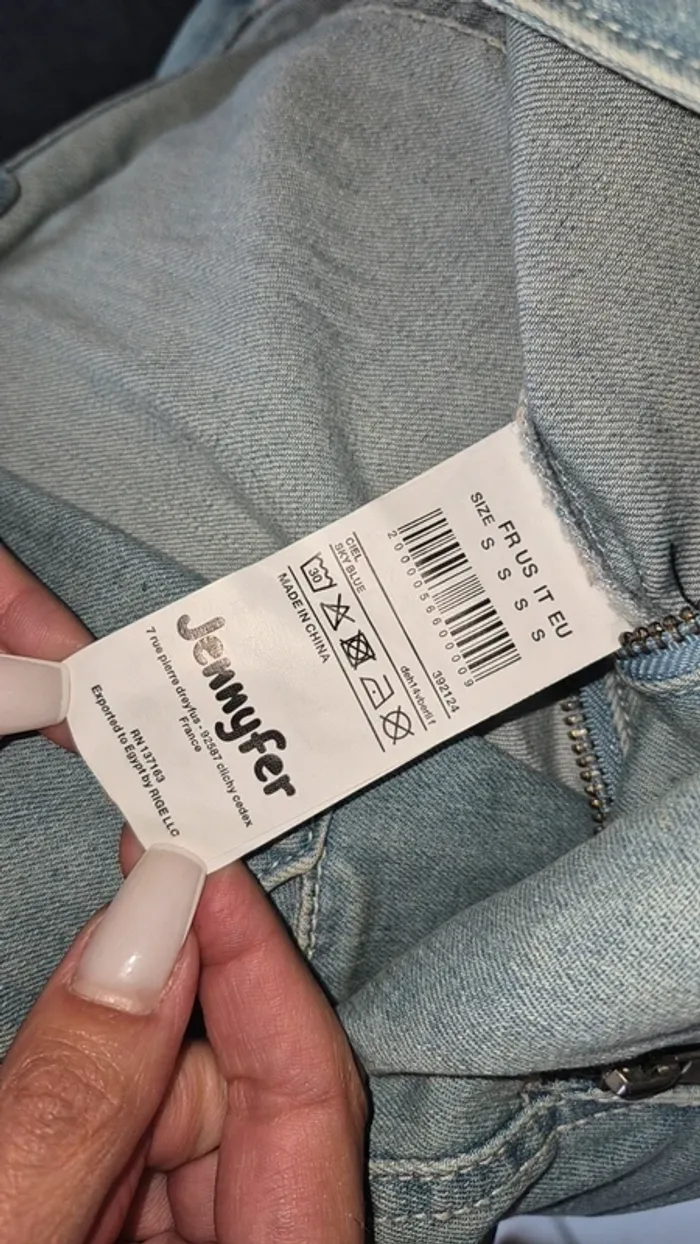 SIZE FR US IT EU
S S S S
2000056600009
392124
deh14vberli f
CIEL
SKY BLUE
30
MADE IN CHINA
Jennyfer
7 rue pierre dreyfus - 92587 clichy cedex
France
RN 137163
Exported to Egypt by RIGE LLC